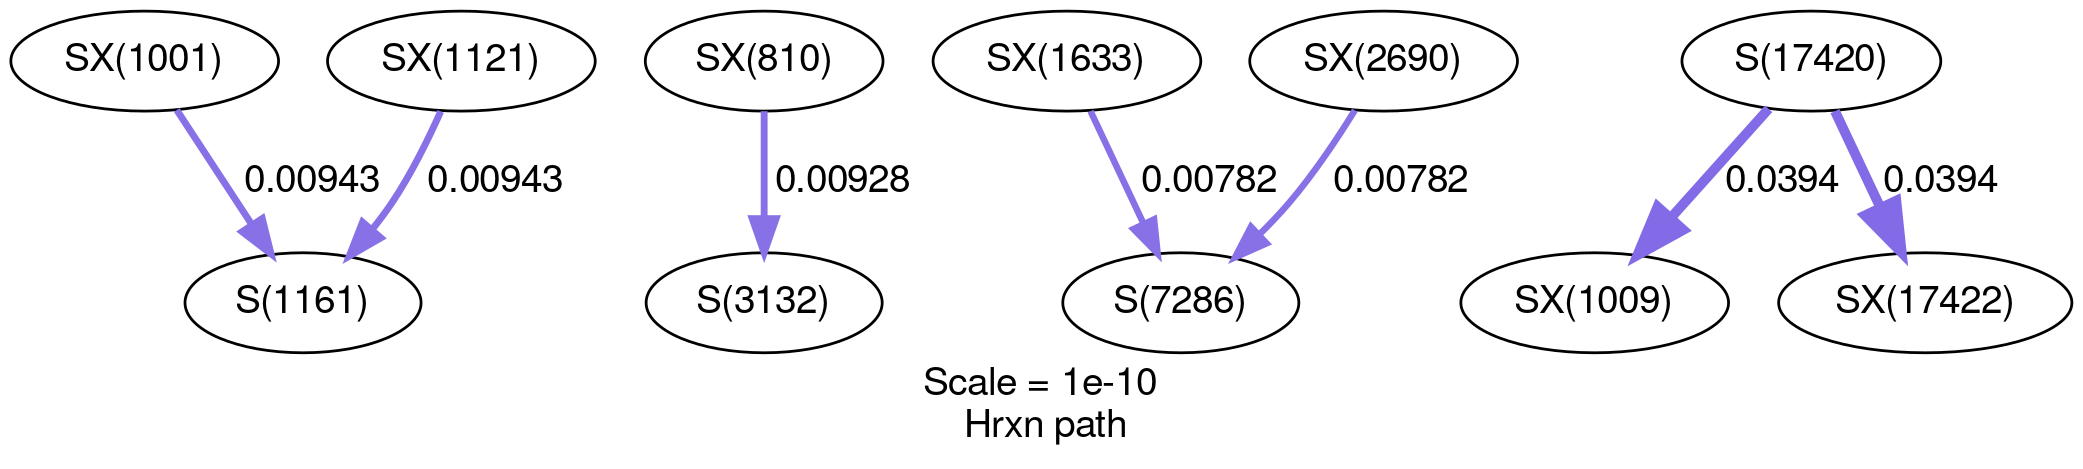 SX(1001) SX(1121) SX(810) SX(1633) SX(2690) S(17420)
0.00943 0.00943 0.00928 0.00782 0.00782 0.0394 0.0394
S(1161) S(3132) S(7286) SX(1009) SX(17422)
Scale = 1e-10
Hrxn path